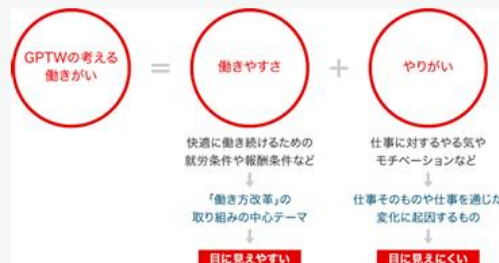 GPTWの考える
働きがい
=
働きやすさ
+
やりがい
快適に働き続けるための
就労条件や報酬条件など
↓
「働き方改革」の
取り組みの中心テーマ
↓
目に見えやすい
仕事に対するやる気や
モチベーションなど
↓
仕事そのものや仕事を通じた
変化に起因するもの
↓
目に見えにくい